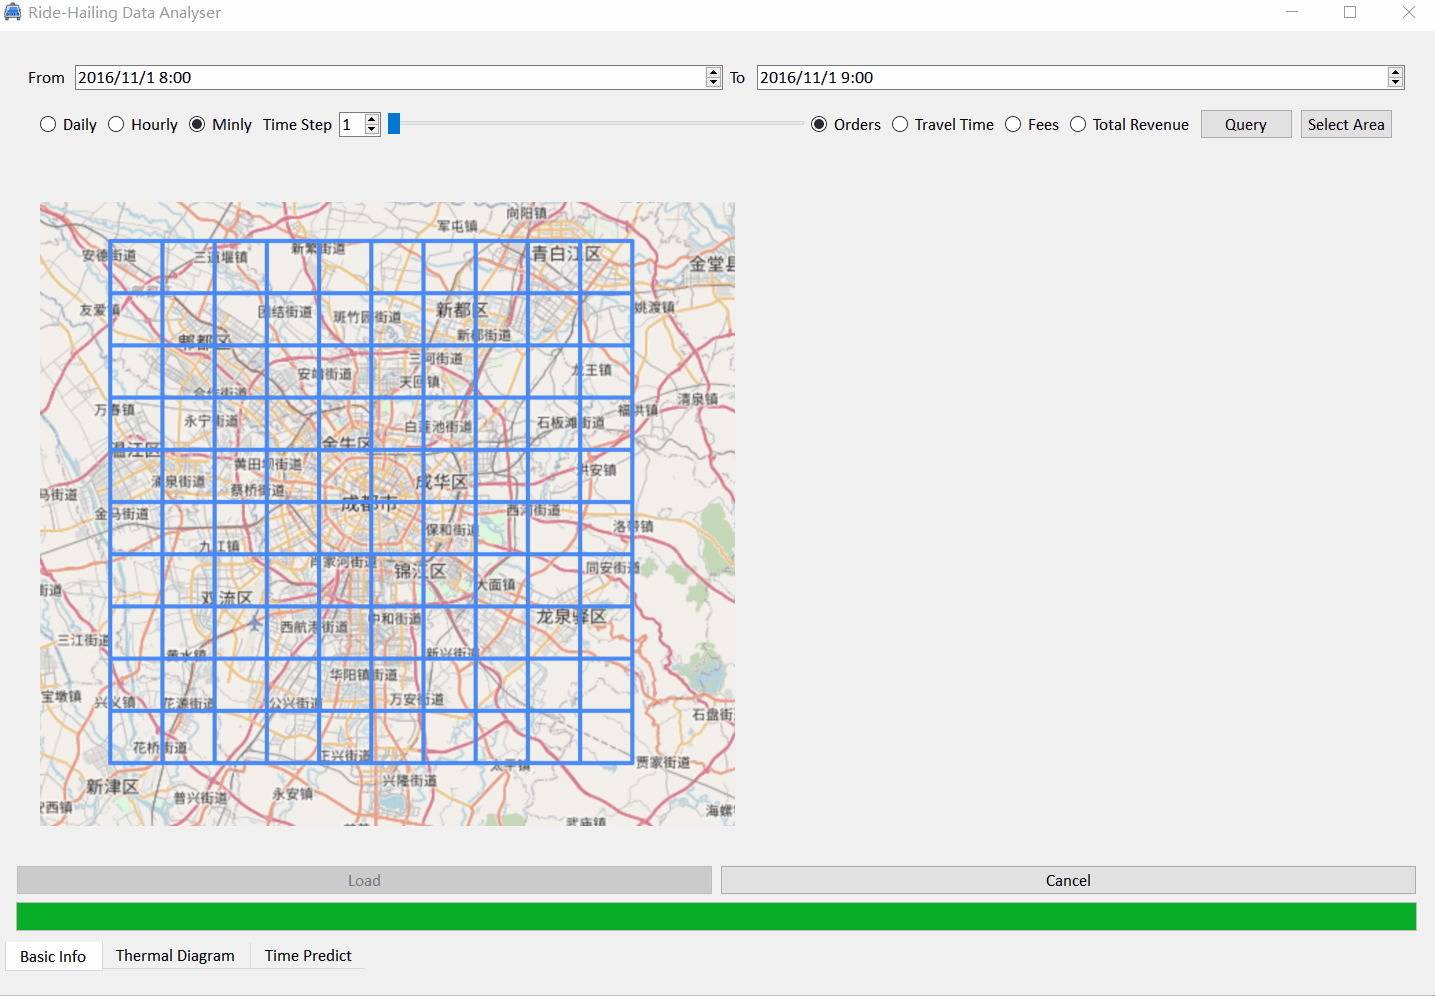 Ride-Hailing Data Analyser
From 2016/11/1 8:00 To 2016/11/1 9:00
Daily Hourly Minly Time Step 1 Orders Travel Time Fees Total Revenue Query Select Area
向阳镇
军屯镇
新繁街道
安德街道
三道堰镇
青白江区
金堂县
友爱镇
团结街道
斑竹园街道
新都区
姚渡镇
郫都区
新都街道
三河街道
安靖街道
天回镇
龙王镇
合作街道
清泉镇
万春镇
永宁街道
白莲池街道
石板滩街道
福洪镇
温江区
金牛区
黄田坝街道
洪安镇
涌泉街道
蔡桥街道
成华区
马街道
成都市
金马街道
西河街道
保和街道
洛带镇
九江镇
肖家河街道
锦江区
同安街道
大面镇
街道
双流区
龙泉驿区
中和街道
西航港街道
三江街道
黄水镇
新兴街道
华阳镇街道
宝墩镇
兴义镇
花源街道
公兴街道
万安街道
石盘街
花桥街道
正兴街道
太平镇
贾家街道
新津区
兴隆街道
永安镇
普兴街道
安西镇
海螺
武庙镇
Load Cancel
Basic Info Thermal Diagram Time Predict